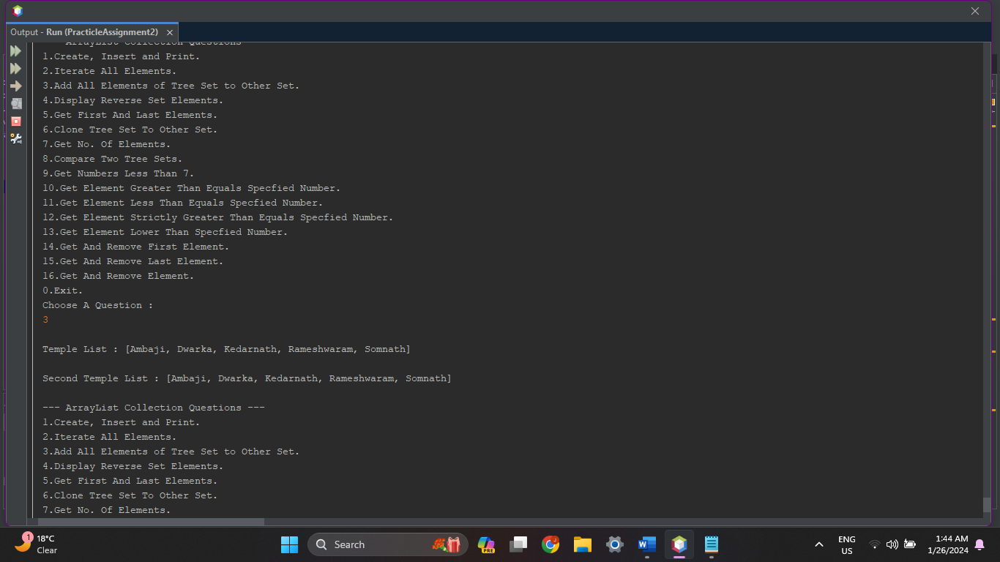 Output - Run (PracticleAssignment2)
ArrayList Collection Questions
1.Create, Insert and Print.
2.Iterate All Elements.
3.Add All Elements of Tree Set to Other Set.
4.Display Reverse Set Elements.
5.Get First And Last Elements.
6.Clone Tree Set To Other Set.
7.Get No. Of Elements.
8.Compare Two Tree Sets.
9.Get Numbers Less Than 7.
10.Get Element Greater Than Equals Specfied Number.
11.Get Element Less Than Equals Specfied Number.
12.Get Element Strictly Greater Than Equals Specfied Number.
13.Get Element Lower Than Specfied Number.
14.Get And Remove First Element.
15.Get And Remove Last Element.
16.Get And Remove Element.
0.Exit.
Choose A Question :
3
Temple List : [Ambaji, Dwarka, Kedarnath, Rameshwaram, Somnath]
Second Temple List : [Ambaji, Dwarka, Kedarnath, Rameshwaram, Somnath]
--- ArrayList Collection Questions ---
1.Create, Insert and Print.
2.Iterate All Elements.
3.Add All Elements of Tree Set to Other Set.
4.Display Reverse Set Elements.
5.Get First And Last Elements.
6.Clone Tree Set To Other Set.
7.Get No. Of Elements.
1
18°C
Clear
Search
PRE
ENG
US
1:44 AM
1/26/2024